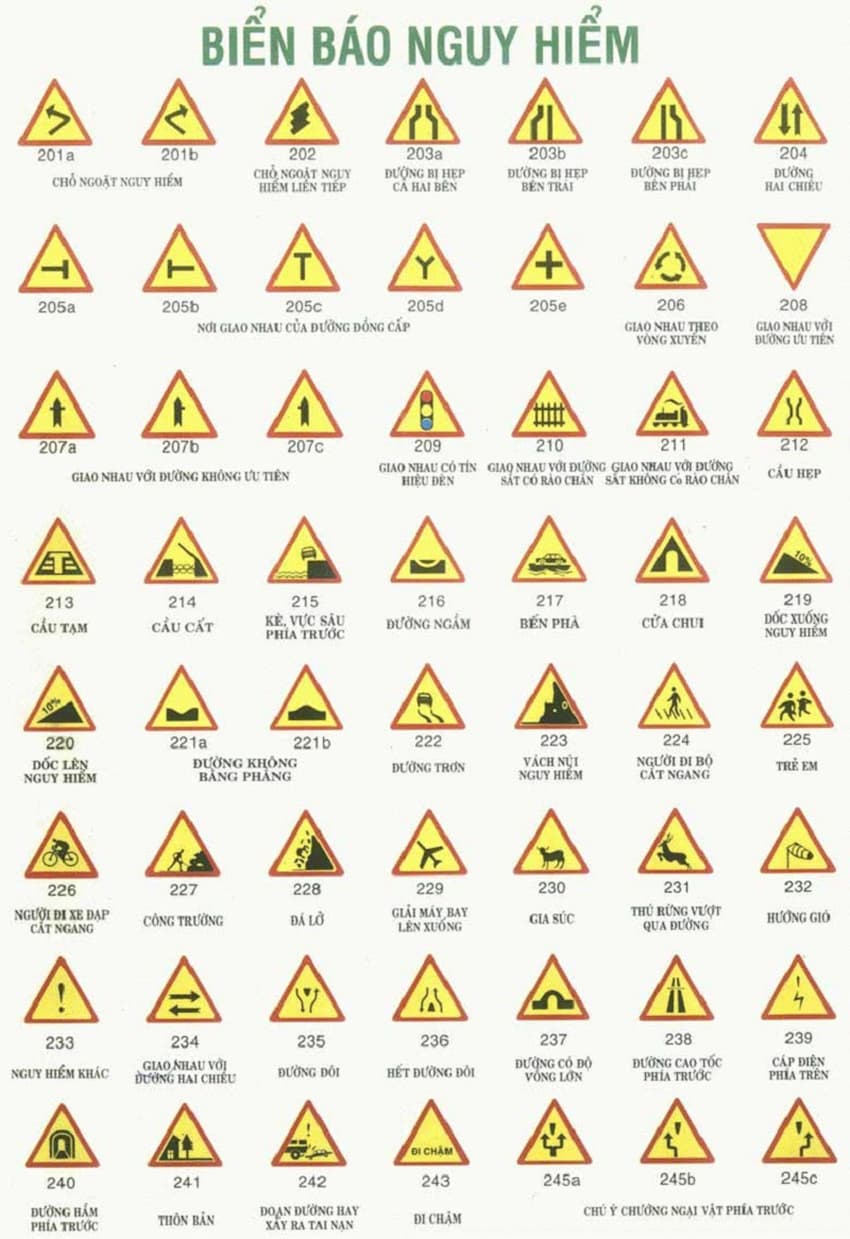 BIỂN BÁO NGUY HIỂM
201a 201b 202 203a 203b 203c 204
CHỖ NGOẶT NGUY HIỂM
CHỖ NGOẶT NGUY
HIỂM LIÊN TIẾP
ĐƯỜNG BỊ HẸP
CẢ HAI BÊN
ĐƯỜNG BỊ HẸP
BÊN TRÁI
ĐƯỜNG BỊ HẸP
BÊN PHẢI
ĐƯỜNG
HAI CHIỀU
205a 205b 205c 205d 205e 206 208
NƠI GIAO NHAU CỦA ĐƯỜNG ĐỒNG CẤP
GIAO NHAU THEO
VÒNG XUYẾN
GIAO NHAU VỚI
ĐƯỜNG ƯU TIÊN
207a 207b 207c 209 210 211 212
GIAO NHAU VỚI ĐƯỜNG KHÔNG ƯU TIÊN
GIAO NHAU CÓ TÍN
HIỆU ĐÈN
GIAO NHAU VỚI ĐƯỜNG
SẮT CÓ RÀO CHẮN
GIAO NHAU VỚI ĐƯỜNG
SẮT KHÔNG Có RÀO CHẮN
CẦU HẸP
213 214 215 216 217 218 219
10%
CẦU TẠM
CẦU CẤT
KÈ, VỰC SÂU
PHÍA TRƯỚC
ĐƯỜNG NGẦM
BẾN PHÀ
CỬA CHUI
DỐC XUỐNG
NGUY HIỂM
10%
220 221a 221b 222 223 224 225
DỐC LÊN
NGUY HIỂM
ĐƯỜNG KHÔNG
BẰNG PHẲNG
ĐƯỜNG TRƠN
VÁCH NÚI
NGUY HIỂM
NGƯỜI ĐI BỘ
CẮT NGANG
TRẺ EM
226 227 228 229 230 231 232
NGƯỜI ĐI XE ĐẠP
CẮT NGANG
CÔNG TRƯỜNG
ĐÁ LỞ
GIẢI MÁY BAY
LÊN XUỐNG
GIA SÚC
THÚ RỪNG VƯỢT
QUA ĐƯỜNG
HƯỚNG GIÓ
!
233 234 235 236 237 238 239
NGUY HIỂM KHÁC
GIAO NHAU VỚI
ĐƯỜNG HAI CHIỀU
ĐƯỜNG ĐÔI
HẾT ĐƯỜNG ĐÔI
ĐƯỜNG CÓ ĐỘ
VỒNG LỚN
ĐƯỜNG CAO TỐC
PHÍA TRƯỚC
CÁP ĐIỆN
PHÍA TRÊN
!
ĐI CHẬM
240 241 242 243 245a 245b 245c
ĐƯỜNG HẦM
PHÍA TRƯỚC
THÔN BẢN
ĐOẠN ĐƯỜNG HAY
XẢY RA TAI NẠN
ĐI CHẬM
CHÚ Ý CHƯỚNG NGẠI VẬT PHÍA TRƯỚC